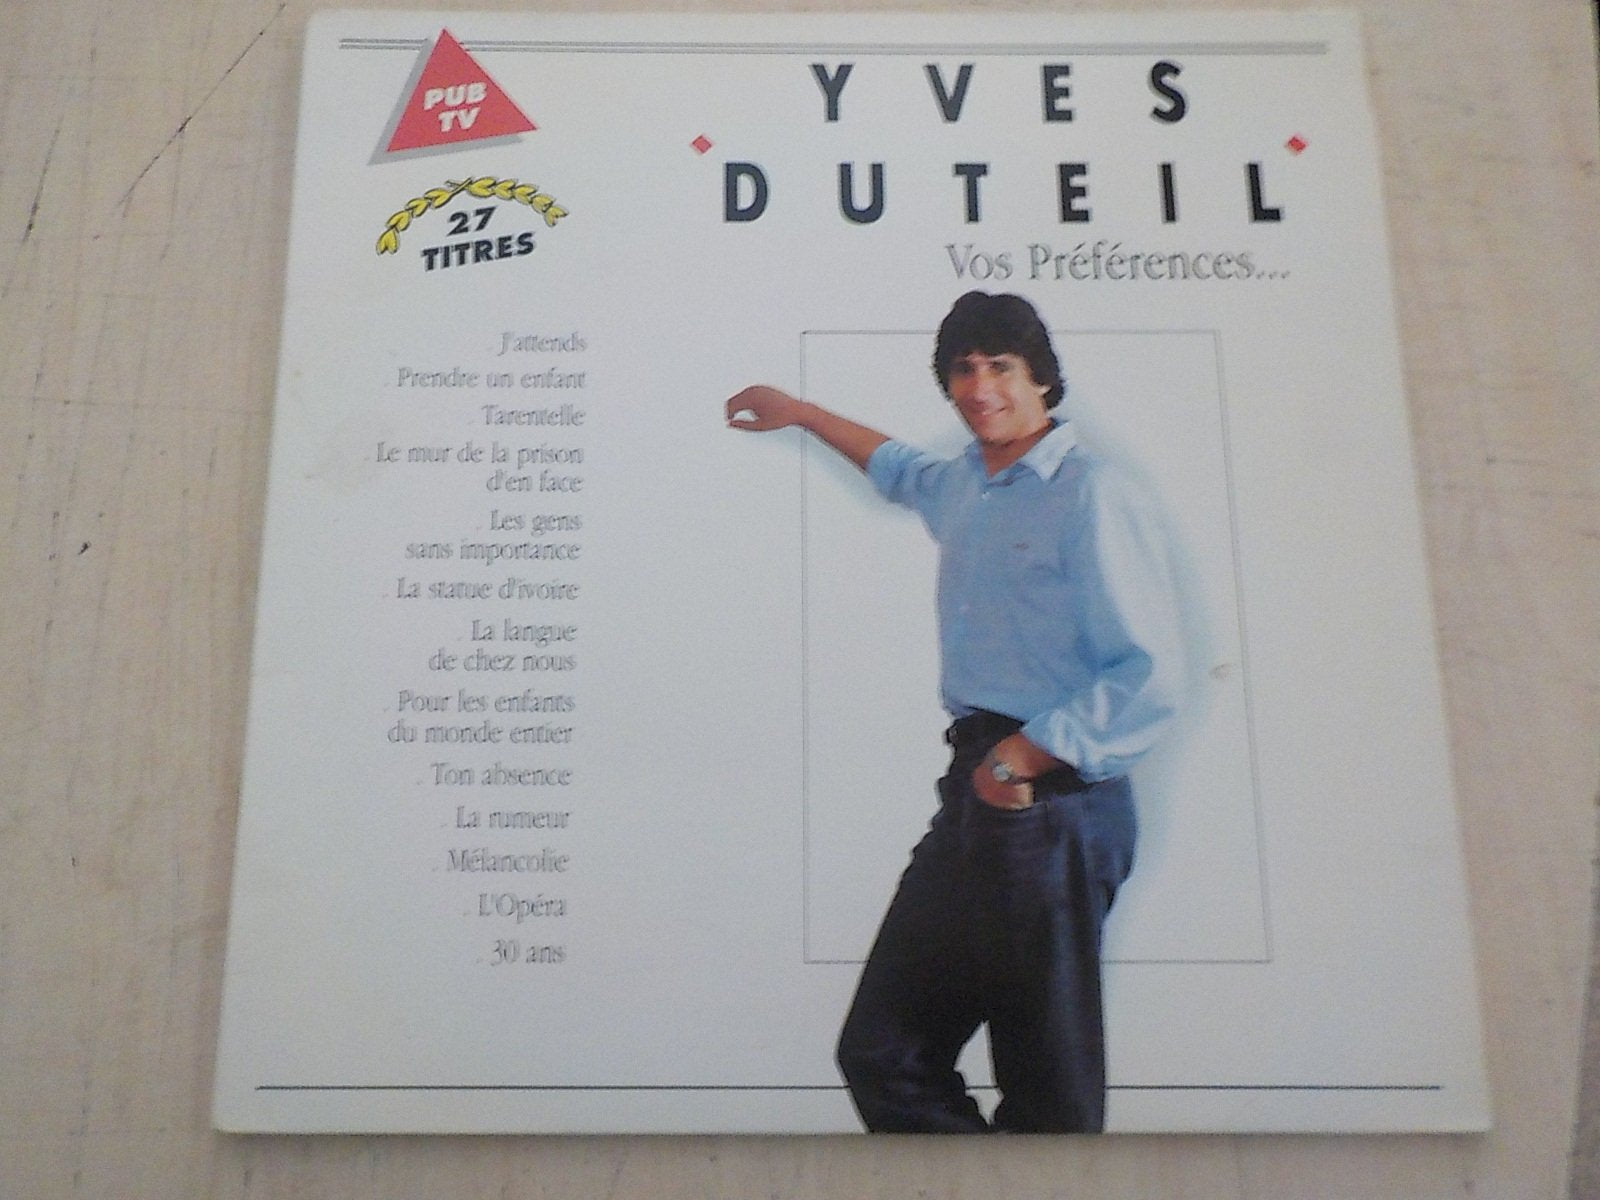 PUB
TV
27
TITRES
YVES
DUTEIL
Vos Préférences...
. J'attends
. Prendre un enfant
. Tarentelle
. Le mur de la prison
d'en face
. Les gens
sans importance
. La statue d'ivoire
. La langue
de chez nous
. Pour les enfants
du monde entier
. Ton absence
. La rumeur
. Mélancolie
. L'Opéra
. 30 ans